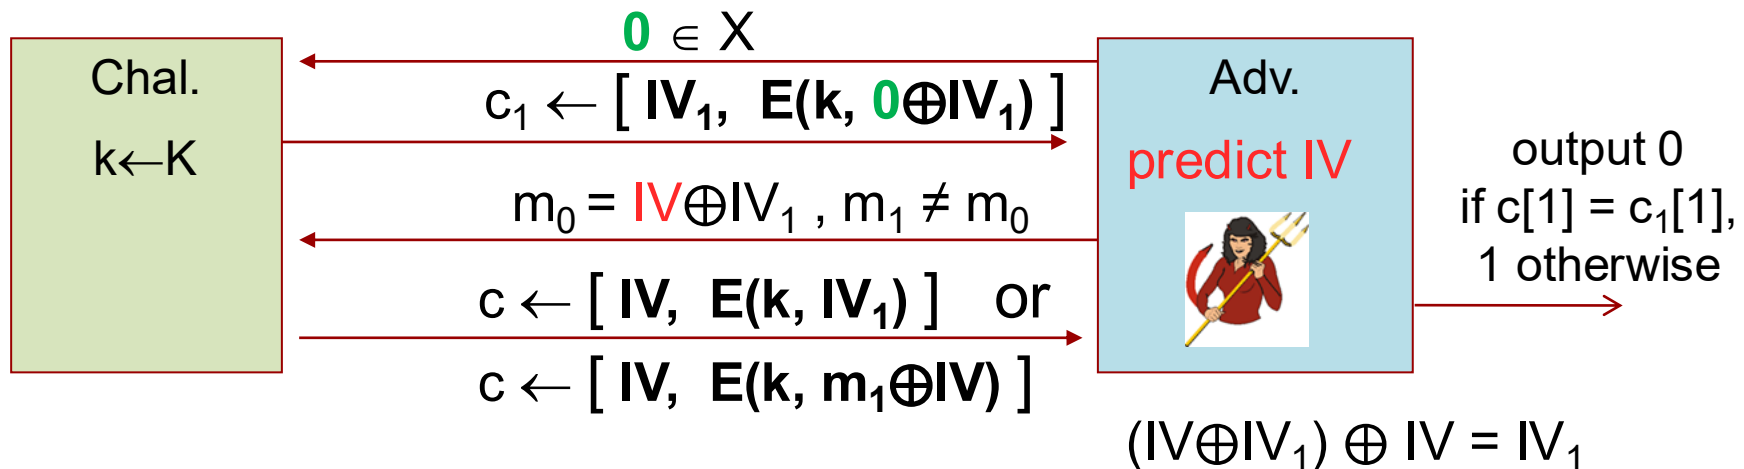 Chal.
k←K
0 ∈ X
c₁ ← [ IV₁, E(k, 0⊕IV₁) ]
m₀ = IV⊕IV₁ , m₁ ≠ m₀
c ← [ IV, E(k, IV₁) ] or
c ← [ IV, E(k, m₁⊕IV) ]
Adv.
predict IV
output 0
if c[1] = c₁[1],
1 otherwise
(IV⊕IV₁) ⊕ IV = IV₁